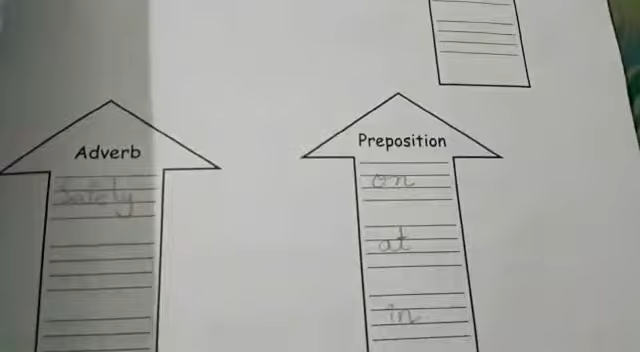 Adverb
Safely
Preposition
on
at
in